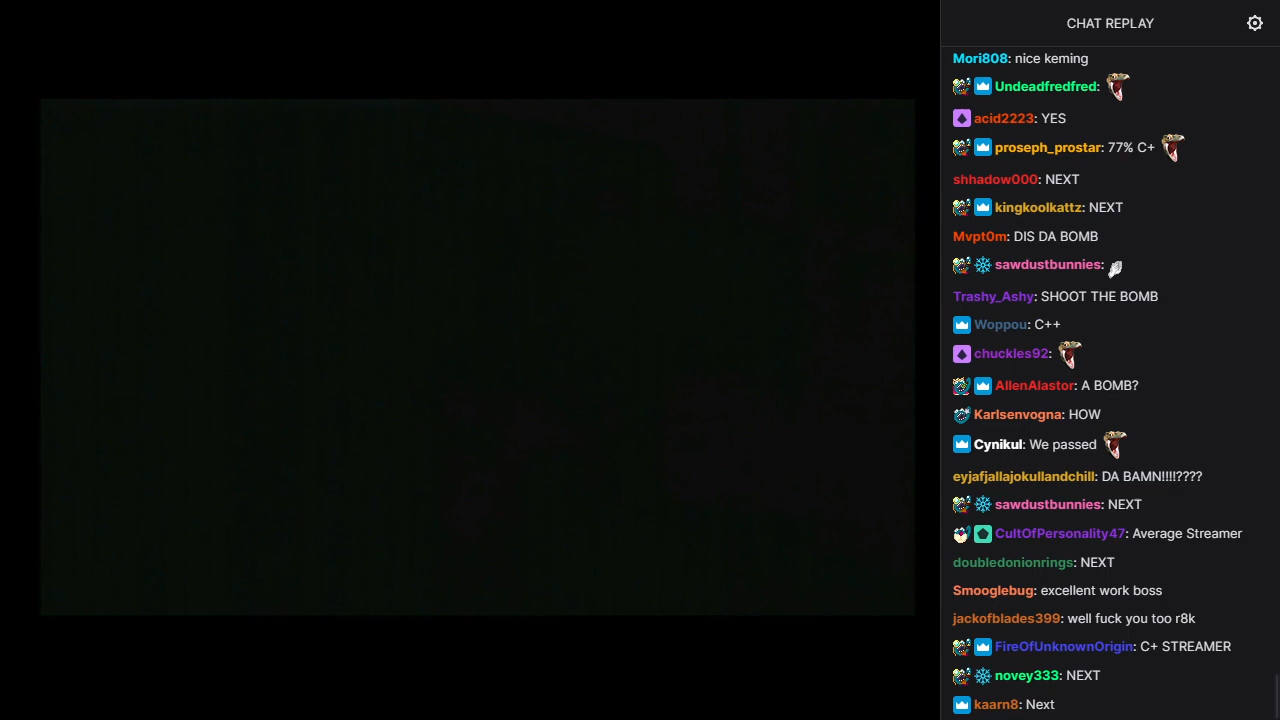 CHAT REPLAY
Mori808: nice keming
Undeadfredfred:
acid2223: YES
proseph_prostar: 77% C+
shhadow000: NEXT
kingkoolkattz: NEXT
Mvpt0m: DIS DA BOMB
sawdustbunnies:
Trashy_Ashy: SHOOT THE BOMB
Woppou: C++
chuckles92:
AllenAlastor: A BOMB?
Karlsenvogna: HOW
Cynikul: We passed
eyjafjallajokullandchill: DA BAMN!!!!????
sawdustbunnies: NEXT
CultOfPersonality47: Average Streamer
doubledonionrings: NEXT
Smooglebug: excellent work boss
jackofblades399: well fuck you too r8k
FireOfUnknownOrigin: C+ STREAMER
novey333: NEXT
kaarn8: Next